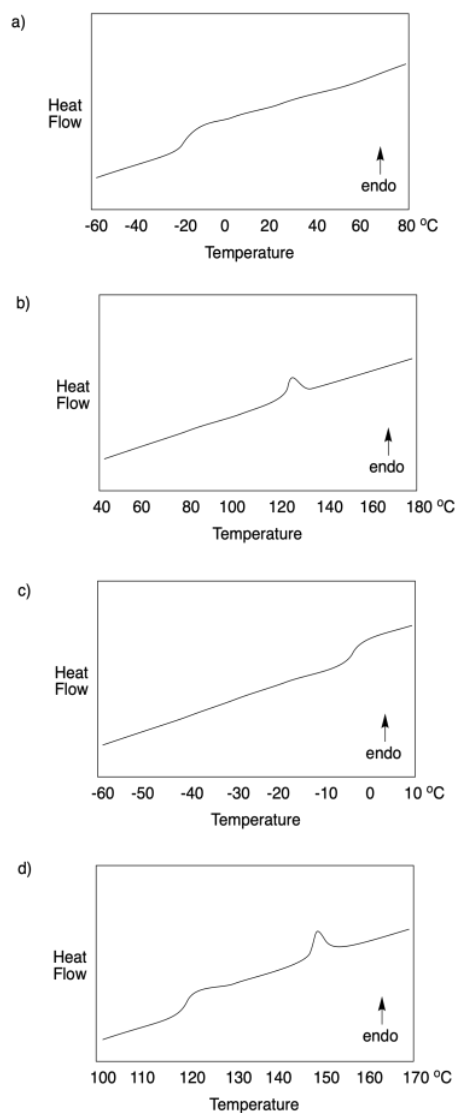 a)
Heat
Flow
endo
-60 -40 -20 0 20 40 60 80 °C
Temperature
b)
Heat
Flow
endo
40 60 80 100 120 140 160 180 °C
Temperature
c)
Heat
Flow
endo
-60 -50 -40 -30 -20 -10 0 10 °C
Temperature
d)
Heat
Flow
endo
100 110 120 130 140 150 160 170 °C
Temperature